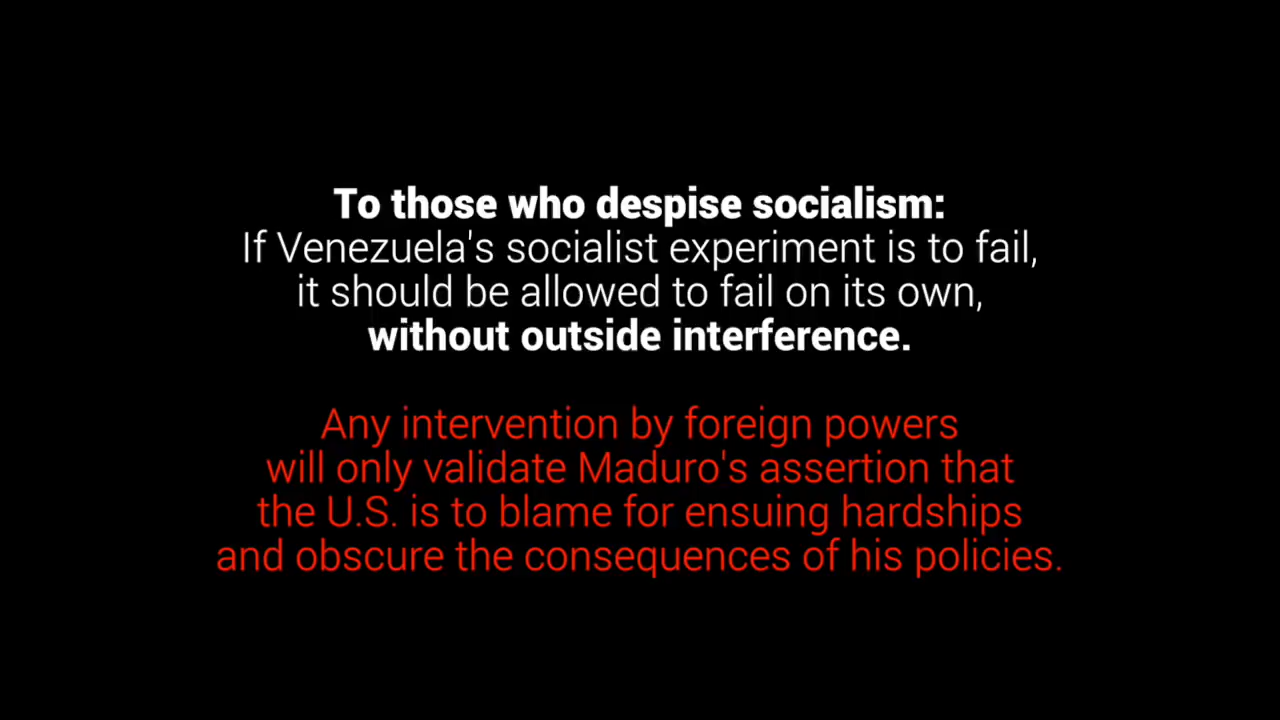 To those who despise socialism:
If Venezuela's socialist experiment is to fail,
it should be allowed to fail on its own,
without outside interference.
Any intervention by foreign powers
will only validate Maduro's assertion that
the U.S. is to blame for ensuing hardships
and obscure the consequences of his policies.